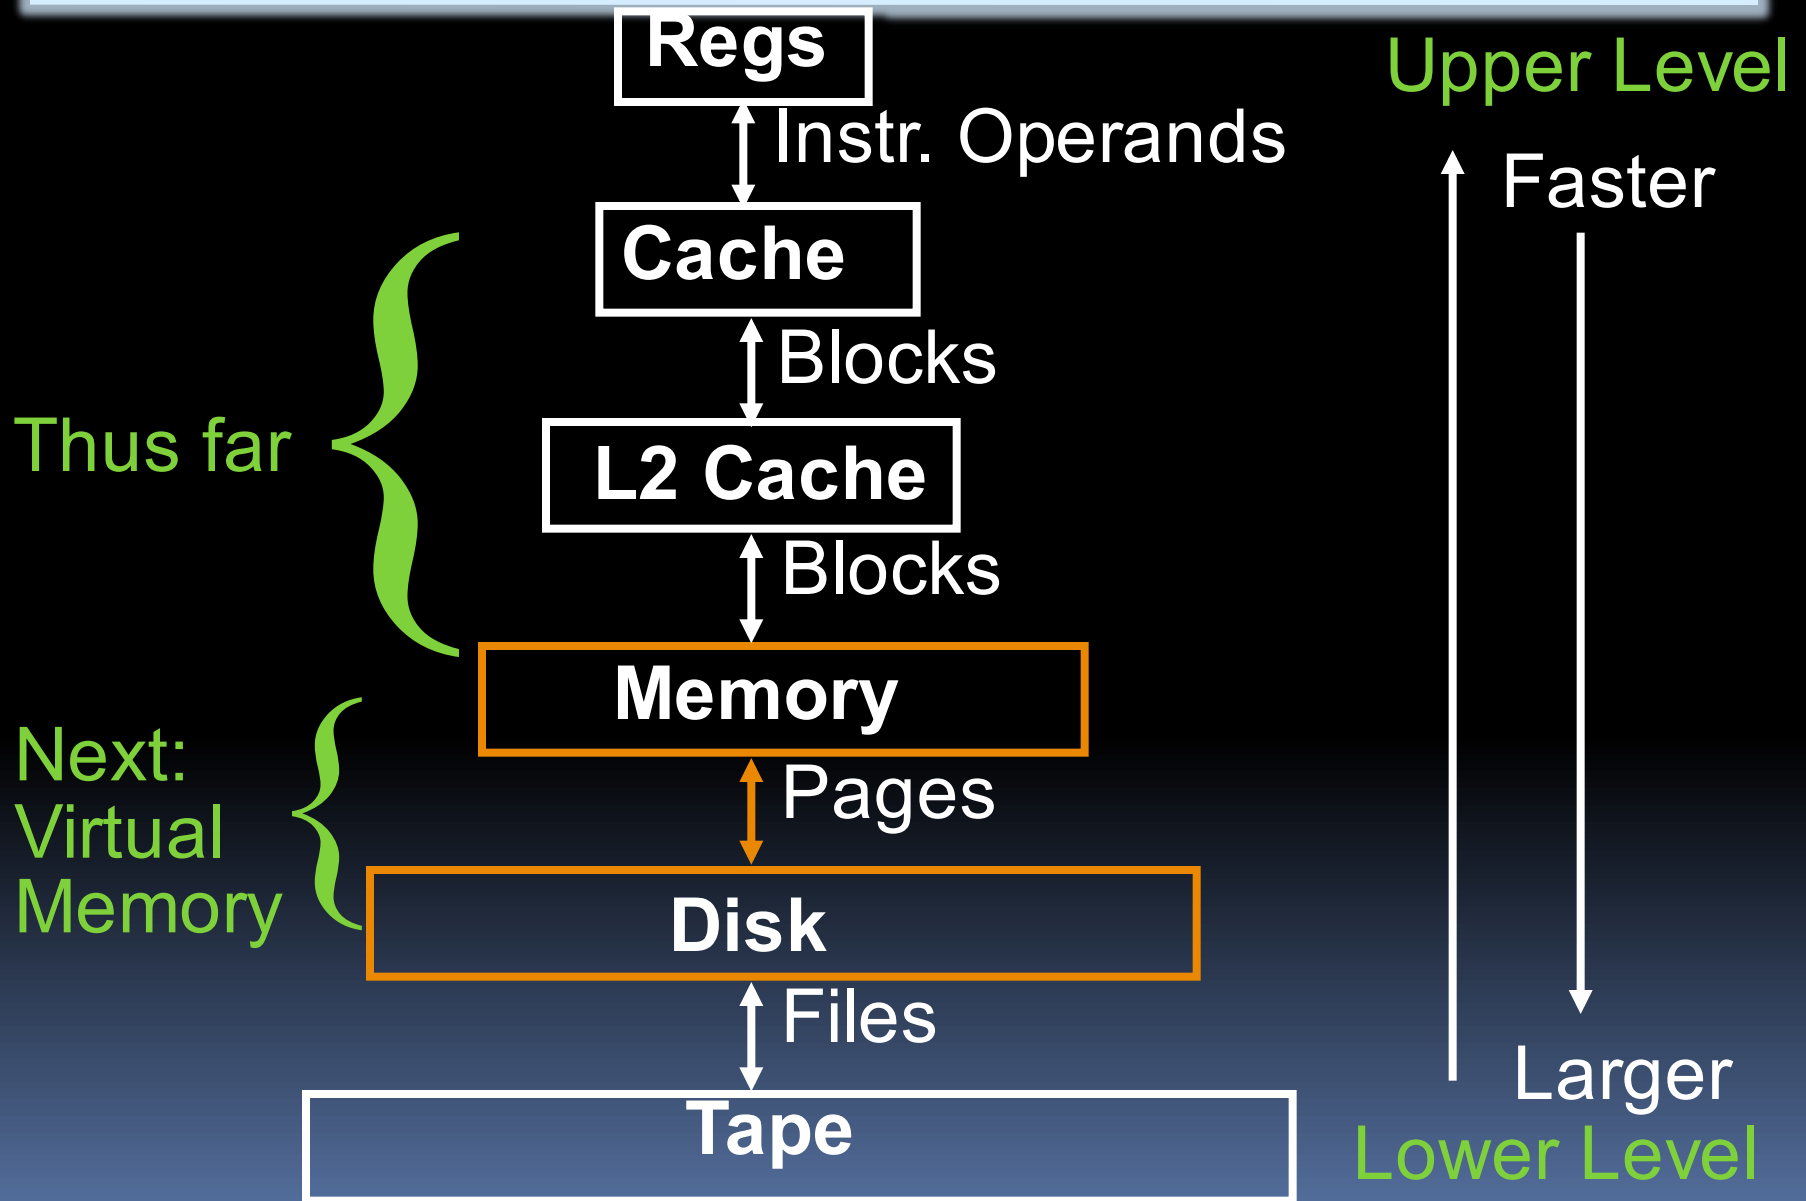 Regs
Upper Level
Instr. Operands
Faster
Cache
Blocks
Thus far
L2 Cache
Blocks
Memory
Next:
Virtual
Memory
Pages
Disk
Files
Larger
Tape
Lower Level